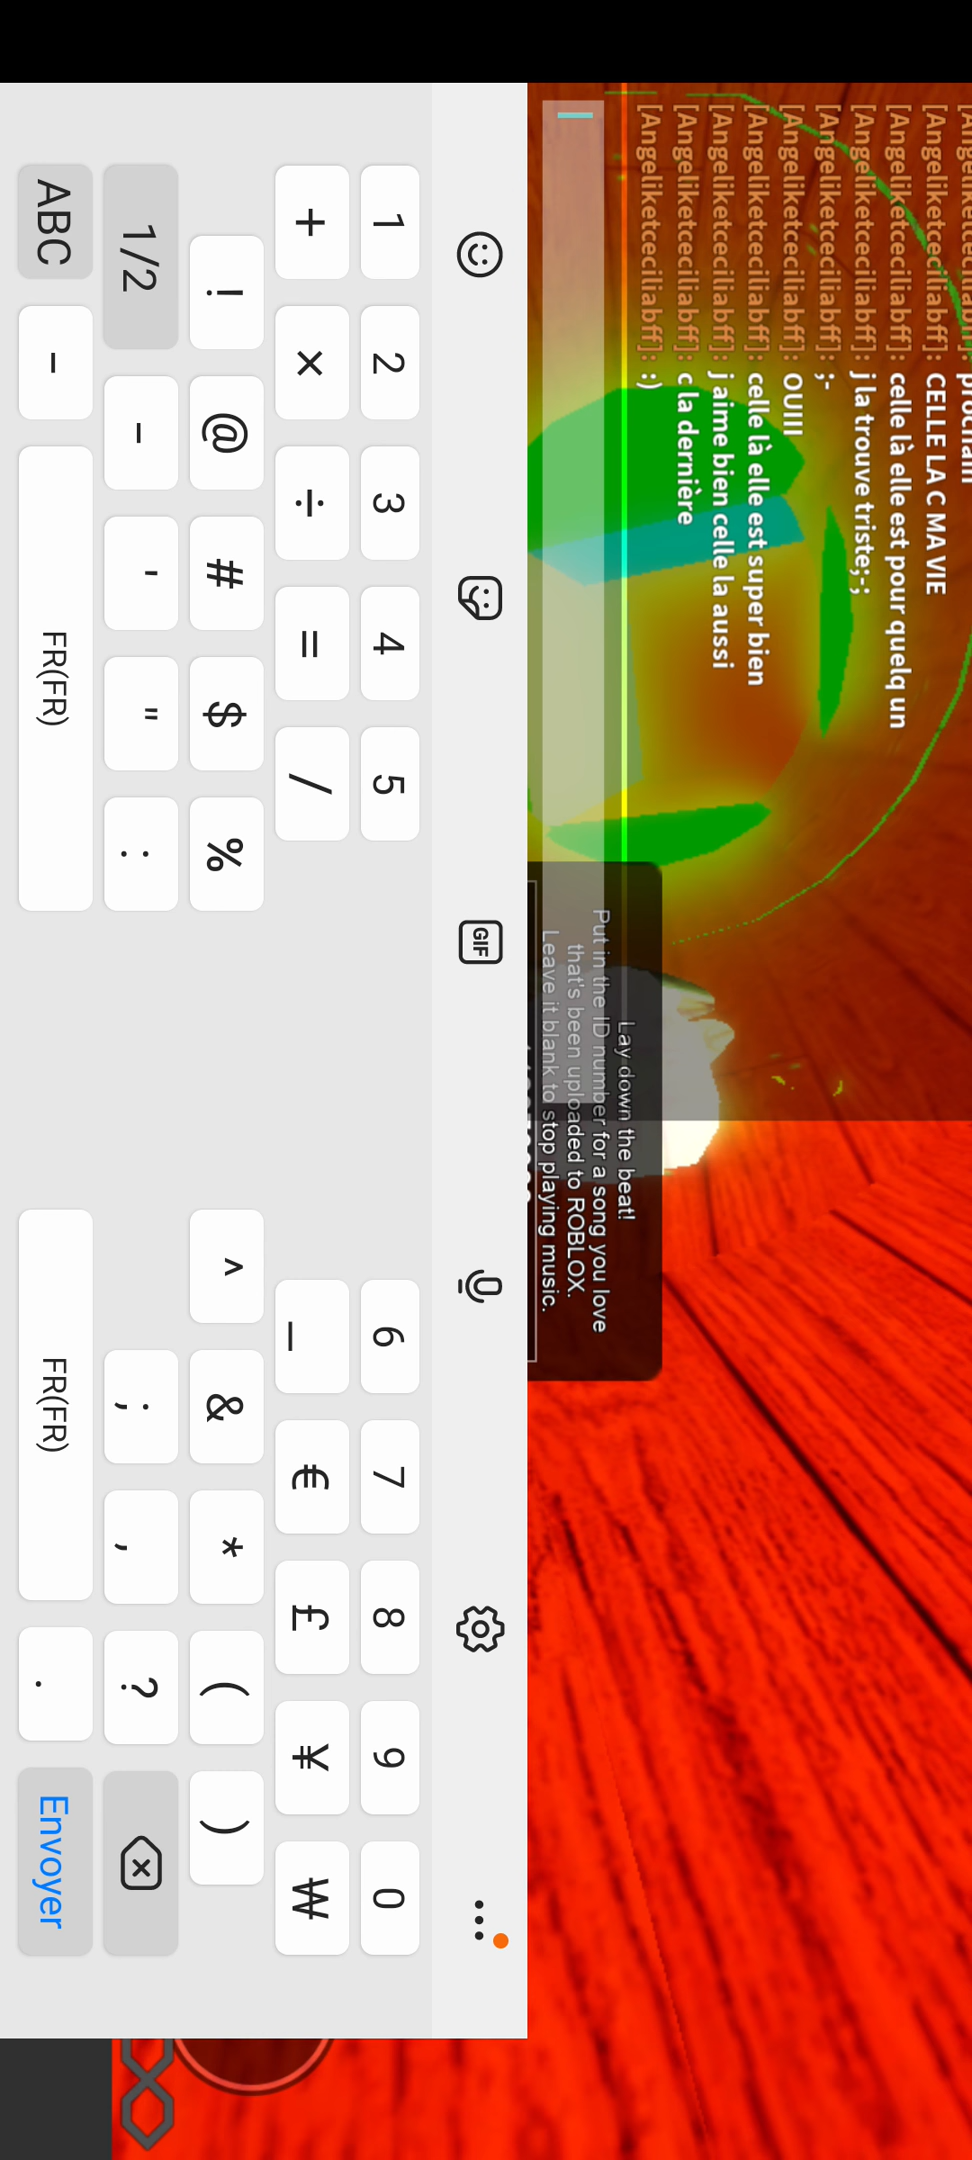 prochain
[Angeliketceciliabff]: CELLE LA C MA VIE
[Angeliketceciliabff]: celle là elle est pour quelq un
[Angeliketceciliabff]: j la trouve triste;-;
[Angeliketceciliabff]: ;-
[Angeliketceciliabff]: OUIII
[Angeliketceciliabff]: celle là elle est super bien
[Angeliketceciliabff]: j aime bien celle la aussi
[Angeliketceciliabff]: c la dernière
[Angeliketceciliabff]: :)
Lay down the beat!
Put in the ID number for a song you love
that's been uploaded to ROBLOX.
Leave it blank to stop playing music.
GIF
1 2 3 4 5 6 7 8 9 0
+ × ÷ = / _ € £ ¥ ₩
! @ # $ % ^ & * ( )
1/2 - ' " : ; , ?
ABC - FR(FR) FR(FR) . Envoyer